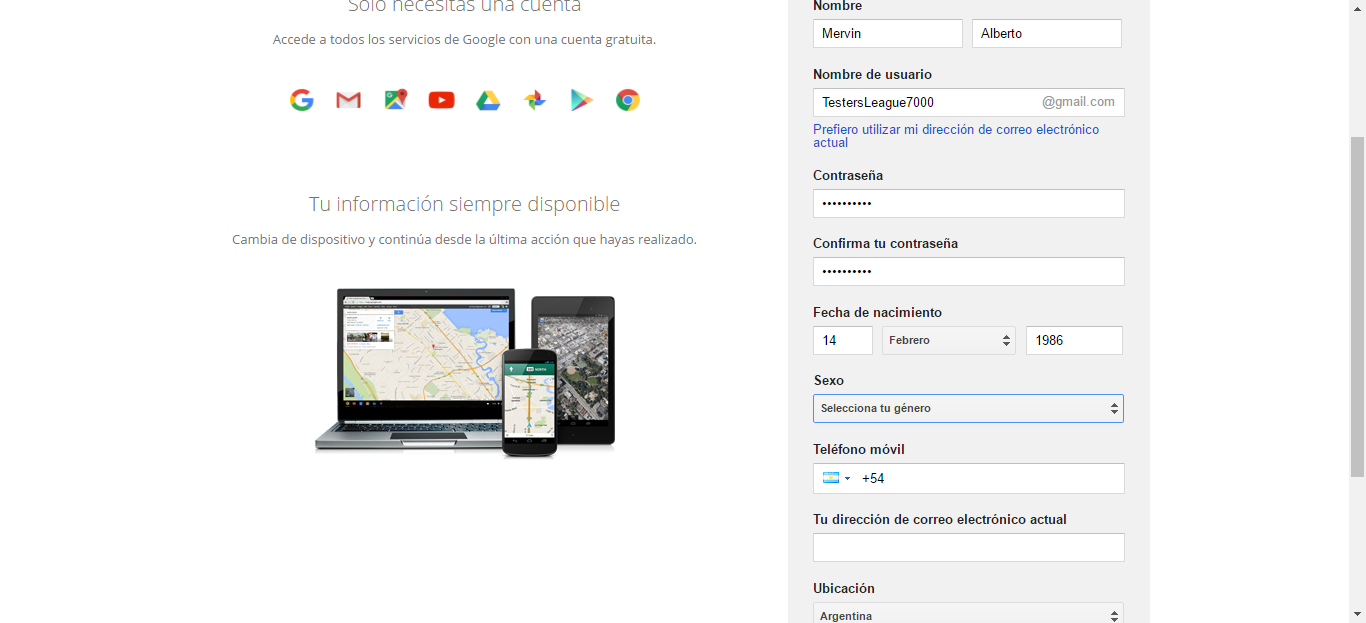 Solo necesitas una cuenta
Accede a todos los servicios de Google con una cuenta gratuita.
Tu información siempre disponible
Cambia de dispositivo y continúa desde la última acción que hayas realizado.
Nombre
Mervin Alberto
Nombre de usuario
TestersLeague7000 @gmail.com
Prefiero utilizar mi dirección de correo electrónico
actual
Contraseña
••••••••••
Confirma tu contraseña
••••••••••
Fecha de nacimiento
14 Febrero 1986
Sexo
Selecciona tu género
Teléfono móvil
+54
Tu dirección de correo electrónico actual
Ubicación
Argentina